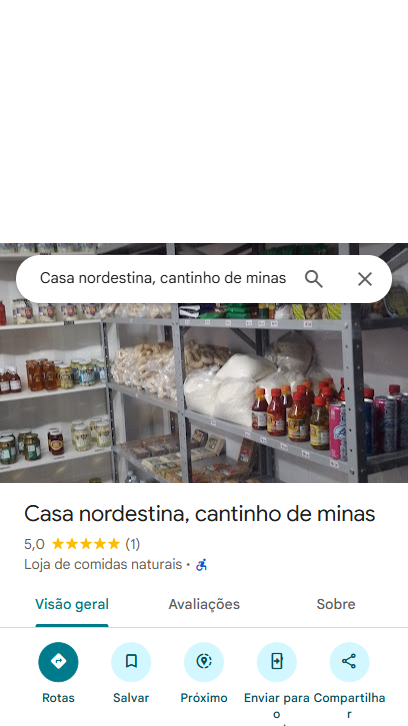 Casa nordestina, cantinho de minas
Casa nordestina, cantinho de minas
5,0 (1)
Loja de comidas naturais ·
Visão geral Avaliações Sobre
Rotas Salvar Próximo Enviar para Compartilha
o r